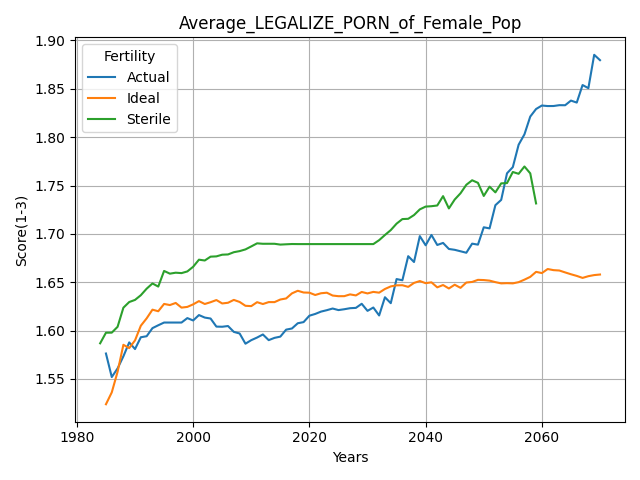 Average_LEGALIZE_PORN_of_Female_Pop
Fertility
Actual
Ideal
Sterile
Score(1-3)
1.90
1.85
1.80
1.75
1.70
1.65
1.60
1.55
1980
2000
2020
2040
2060
Years